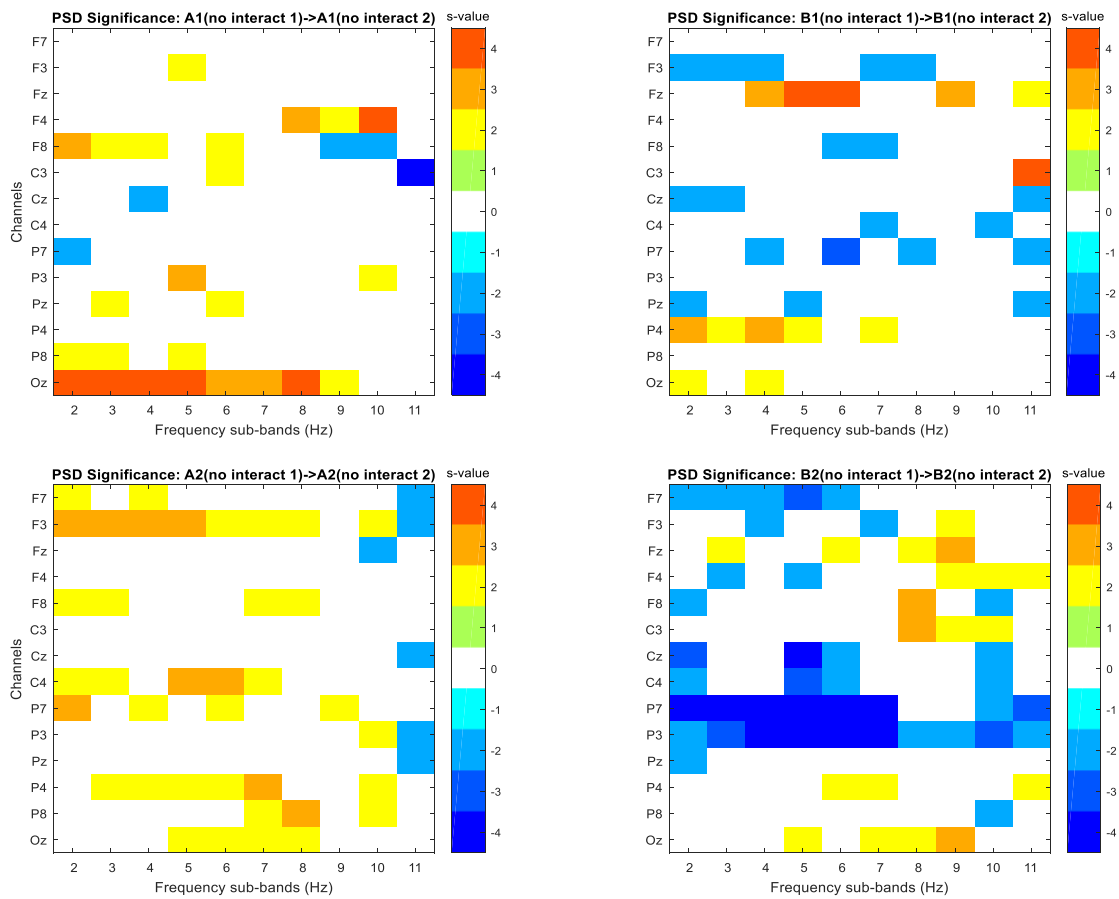 PSD Significance: A1(no interact 1)->A1(no interact 2)
s-value
F7
F3
Fz
F4
F8
C3
Cz
C4
P7
P3
Pz
P4
P8
Oz
Channels
2 3 4 5 6 7 8 9 10 11
Frequency sub-bands (Hz)
4
3
2
1
0
-1
-2
-3
-4
PSD Significance: B1(no interact 1)->B1(no interact 2)
s-value
F7
F3
Fz
F4
F8
C3
Cz
C4
P7
P3
Pz
P4
P8
Oz
2 3 4 5 6 7 8 9 10 11
Frequency sub-bands (Hz)
4
3
2
1
0
-1
-2
-3
-4
PSD Significance: A2(no interact 1)->A2(no interact 2)
s-value
F7
F3
Fz
F4
F8
C3
Cz
C4
P7
P3
Pz
P4
P8
Oz
Channels
2 3 4 5 6 7 8 9 10 11
Frequency sub-bands (Hz)
4
3
2
1
0
-1
-2
-3
-4
PSD Significance: B2(no interact 1)->B2(no interact 2)
s-value
F7
F3
Fz
F4
F8
C3
Cz
C4
P7
P3
Pz
P4
P8
Oz
2 3 4 5 6 7 8 9 10 11
Frequency sub-bands (Hz)
4
3
2
1
0
-1
-2
-3
-4